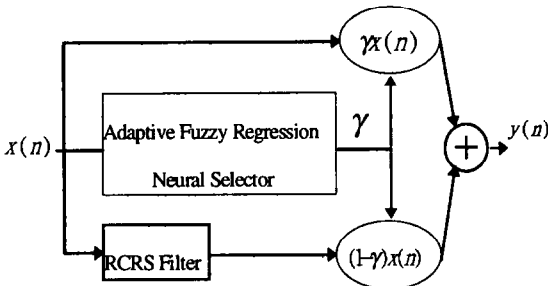 γx(n)
Adaptive Fuzzy Regression
Neural Selector
γ
x(n)
+
y(n)
RCRS Filter
(1-γ)x(n)